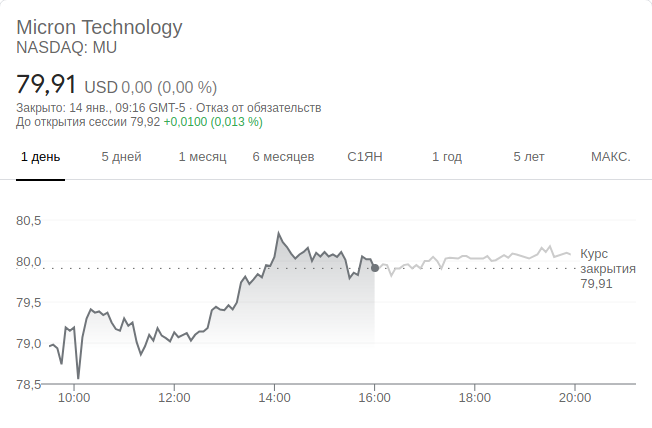 Micron Technology
NASDAQ: MU
79,91 USD 0,00 (0,00 %)
Закрыто: 14 янв., 09:16 GMT-5 · Отказ от обязательств
До открытия сессии 79,92 +0,0100 (0,013 %)
1 день 5 дней 1 месяц 6 месяцев С1ЯН 1 год 5 лет МАКС.
80,5
80,0
79,5
79,0
78,5
Курс
закрытия
79,91
10:00 12:00 14:00 16:00 18:00 20:00